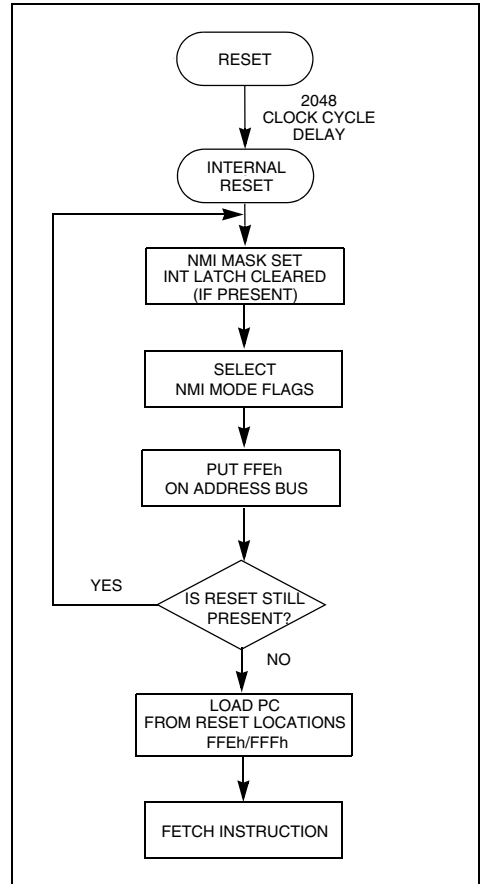 RESET
2048
CLOCK CYCLE
DELAY
INTERNAL
RESET
NMI MASK SET
INT LATCH CLEARED
(IF PRESENT)
SELECT
NMI MODE FLAGS
PUT FFEh
ON ADDRESS BUS
YES
IS RESET STILL
PRESENT?
NO
LOAD PC
FROM RESET LOCATIONS
FFEh/FFFh
FETCH INSTRUCTION